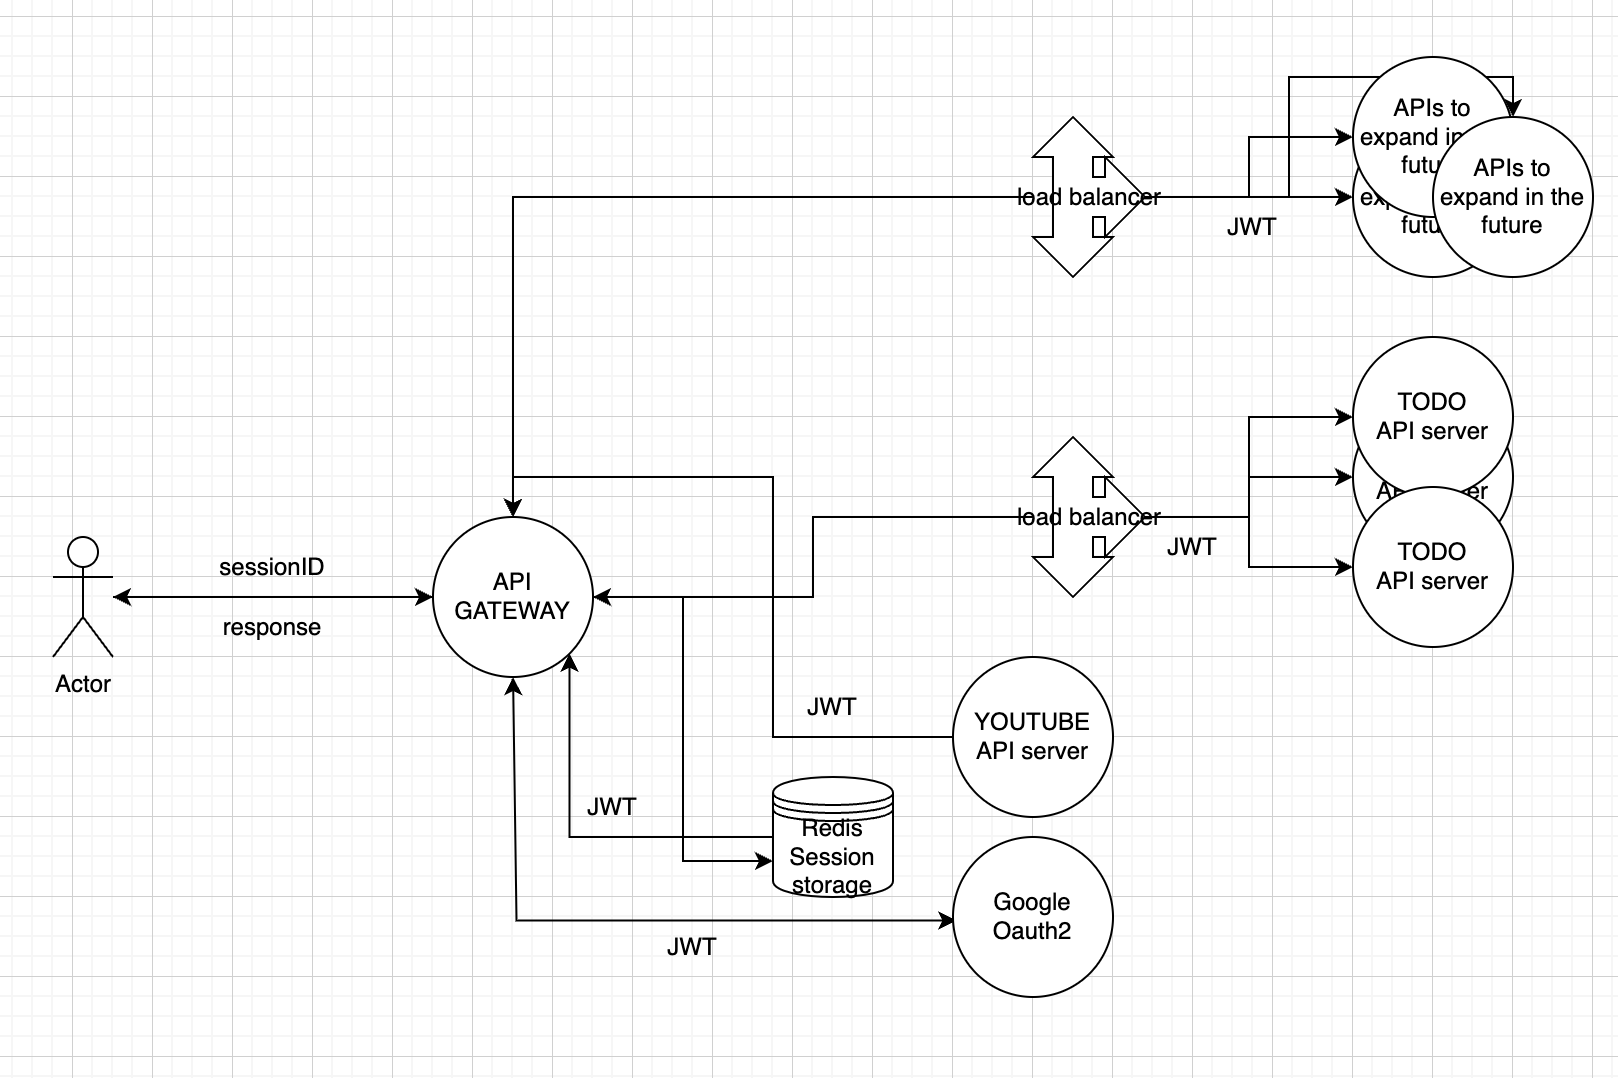 APIs to
expand in
futu
APIs to
expand in the
future
exp
futu
load balancer
JWT
TODO
API server
er
TODO
API server
load balancer
JWT
sessionID
response
Actor
API
GATEWAY
JWT
YOUTUBE
API server
JWT
Redis
Session
storage
Google
Oauth2
JWT